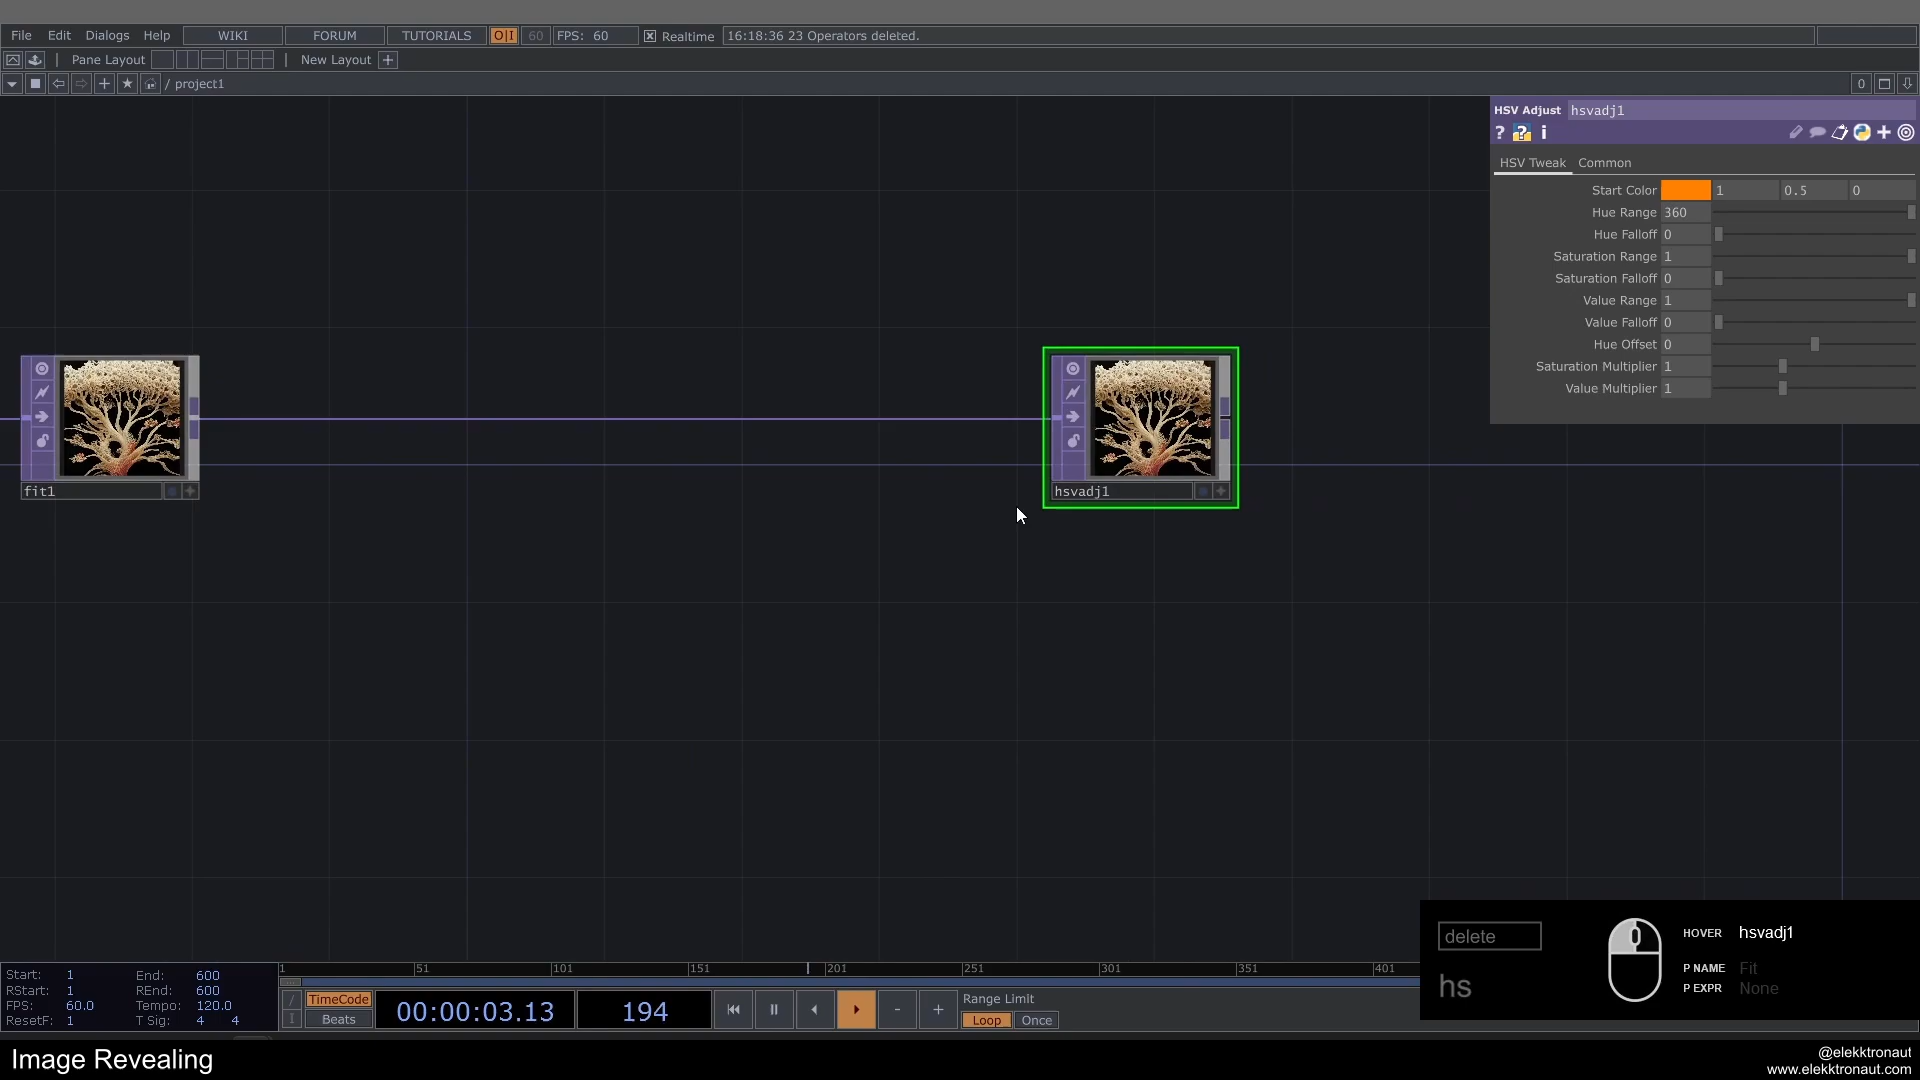 File Edit Dialogs Help WIKI FORUM TUTORIALS O|I 60 FPS: 60 Realtime 16:18:36 23 Operators deleted.
Pane Layout New Layout +
/ project1 0
HSV Adjust hsvadj1
? ? i
HSV Tweak Common
Start Color 1 0.5 0
Hue Range 360
Hue Falloff 0
Saturation Range 1
Saturation Falloff 0
Value Range 1
Value Falloff 0
Hue Offset 0
Saturation Multiplier 1
Value Multiplier 1
fit1
hsvadj1
delete
hs
HOVER hsvadj1
P NAME Fit
P EXPR None
1 51 101 151 201 251 301 351 401
Start: 1 End: 600
RStart: 1 REnd: 600
FPS: 60.0 Tempo: 120.0
ResetF: 1 T Sig: 4 4
TimeCode
Beats
00:00:03.13
194
- +
Range Limit
Loop Once
Image Revealing
@elekktronaut
www.elekktronaut.com